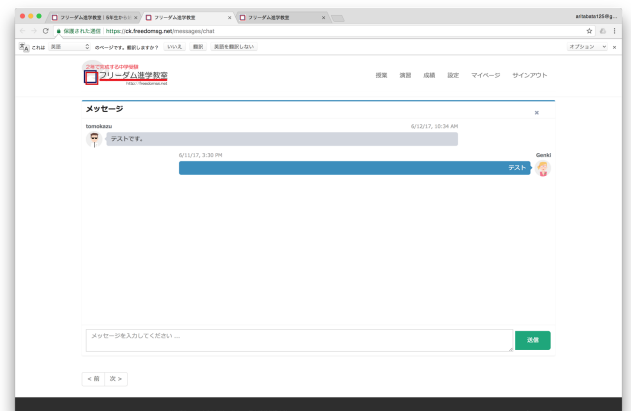 フリーダム進学教室 | 5年生から
フリーダム進学教室
フリーダム進学教室
aritabato125@g...
保護された通信 | https://ck.freedomsg.net/messages/chat
これは 英語 のページです。翻訳しますか? いいえ 翻訳 英語を翻訳しない オプション
2年で完成する中学受験
フリーダム進学教室
http://freedomsg.net
授業 演習 成績 設定 マイページ サインアウト
メッセージ
tomokazu 6/12/17, 10:34 AM
テストです。
6/11/17, 3:30 PM Genki
テスト
メッセージを入力してください ...
送信
< 前 次 >